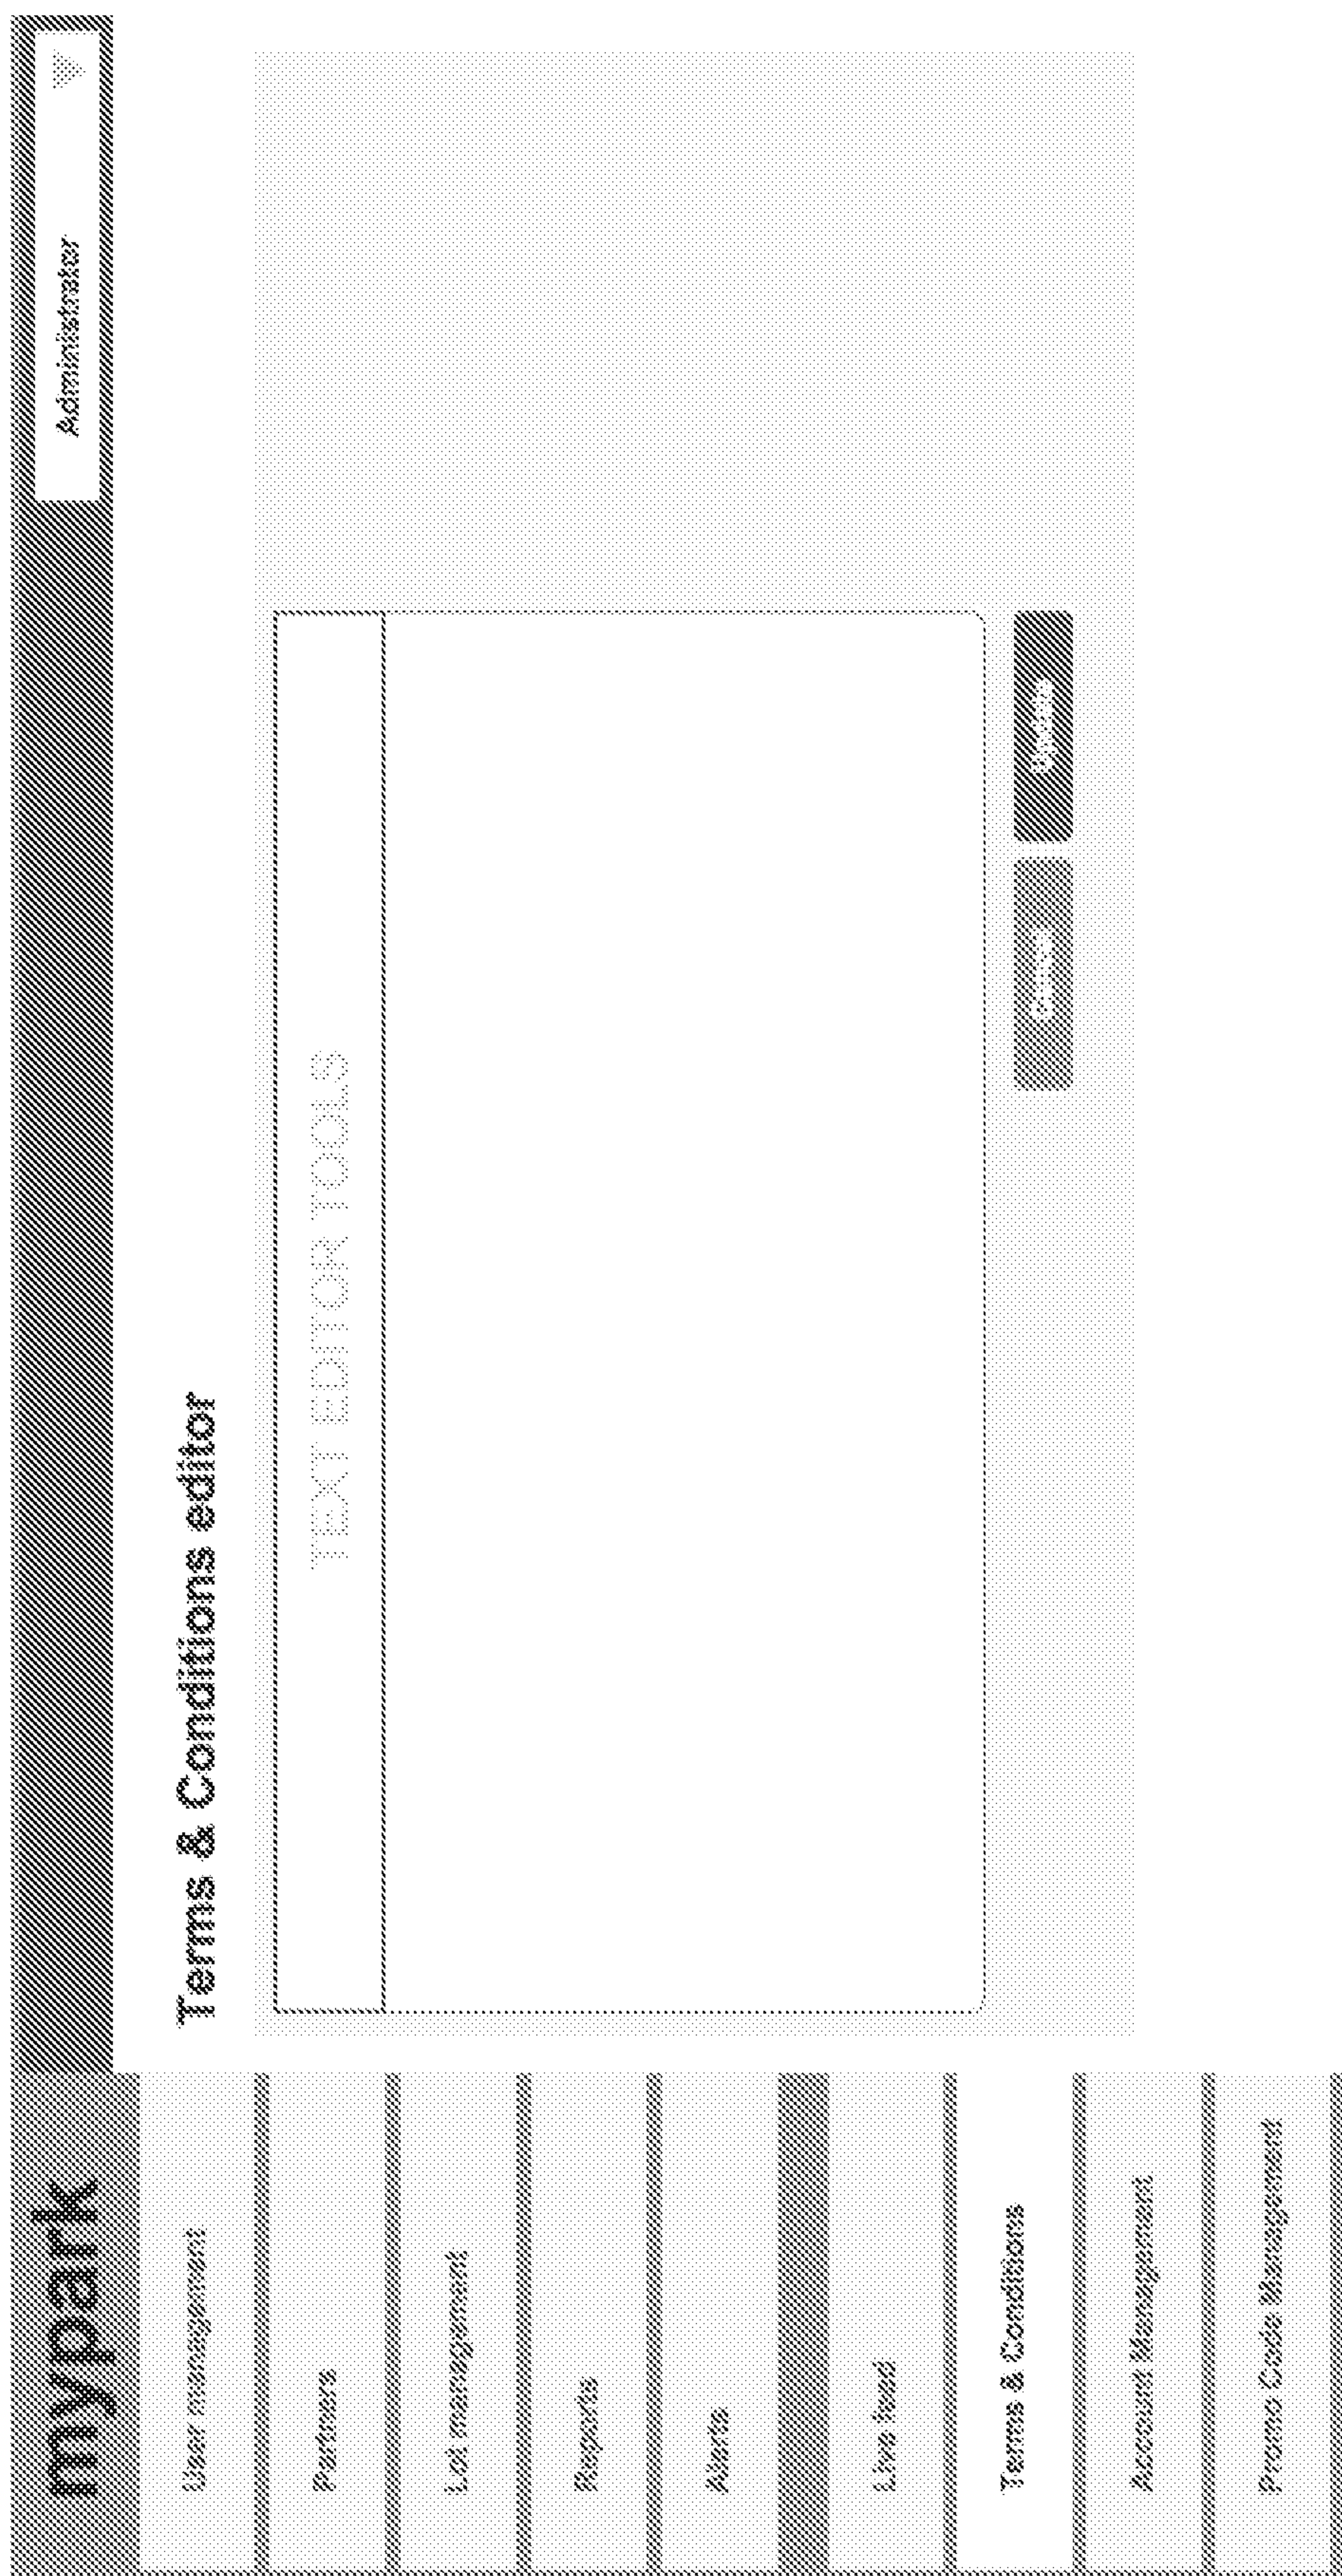 mypark
Administrator
User management
Partners
Lot management
Reports
Alerts
Live feed
Terms & Conditions
Account Management
Promo Code Management
Terms & Conditions editor
TEXT EDITOR TOOLS
Update